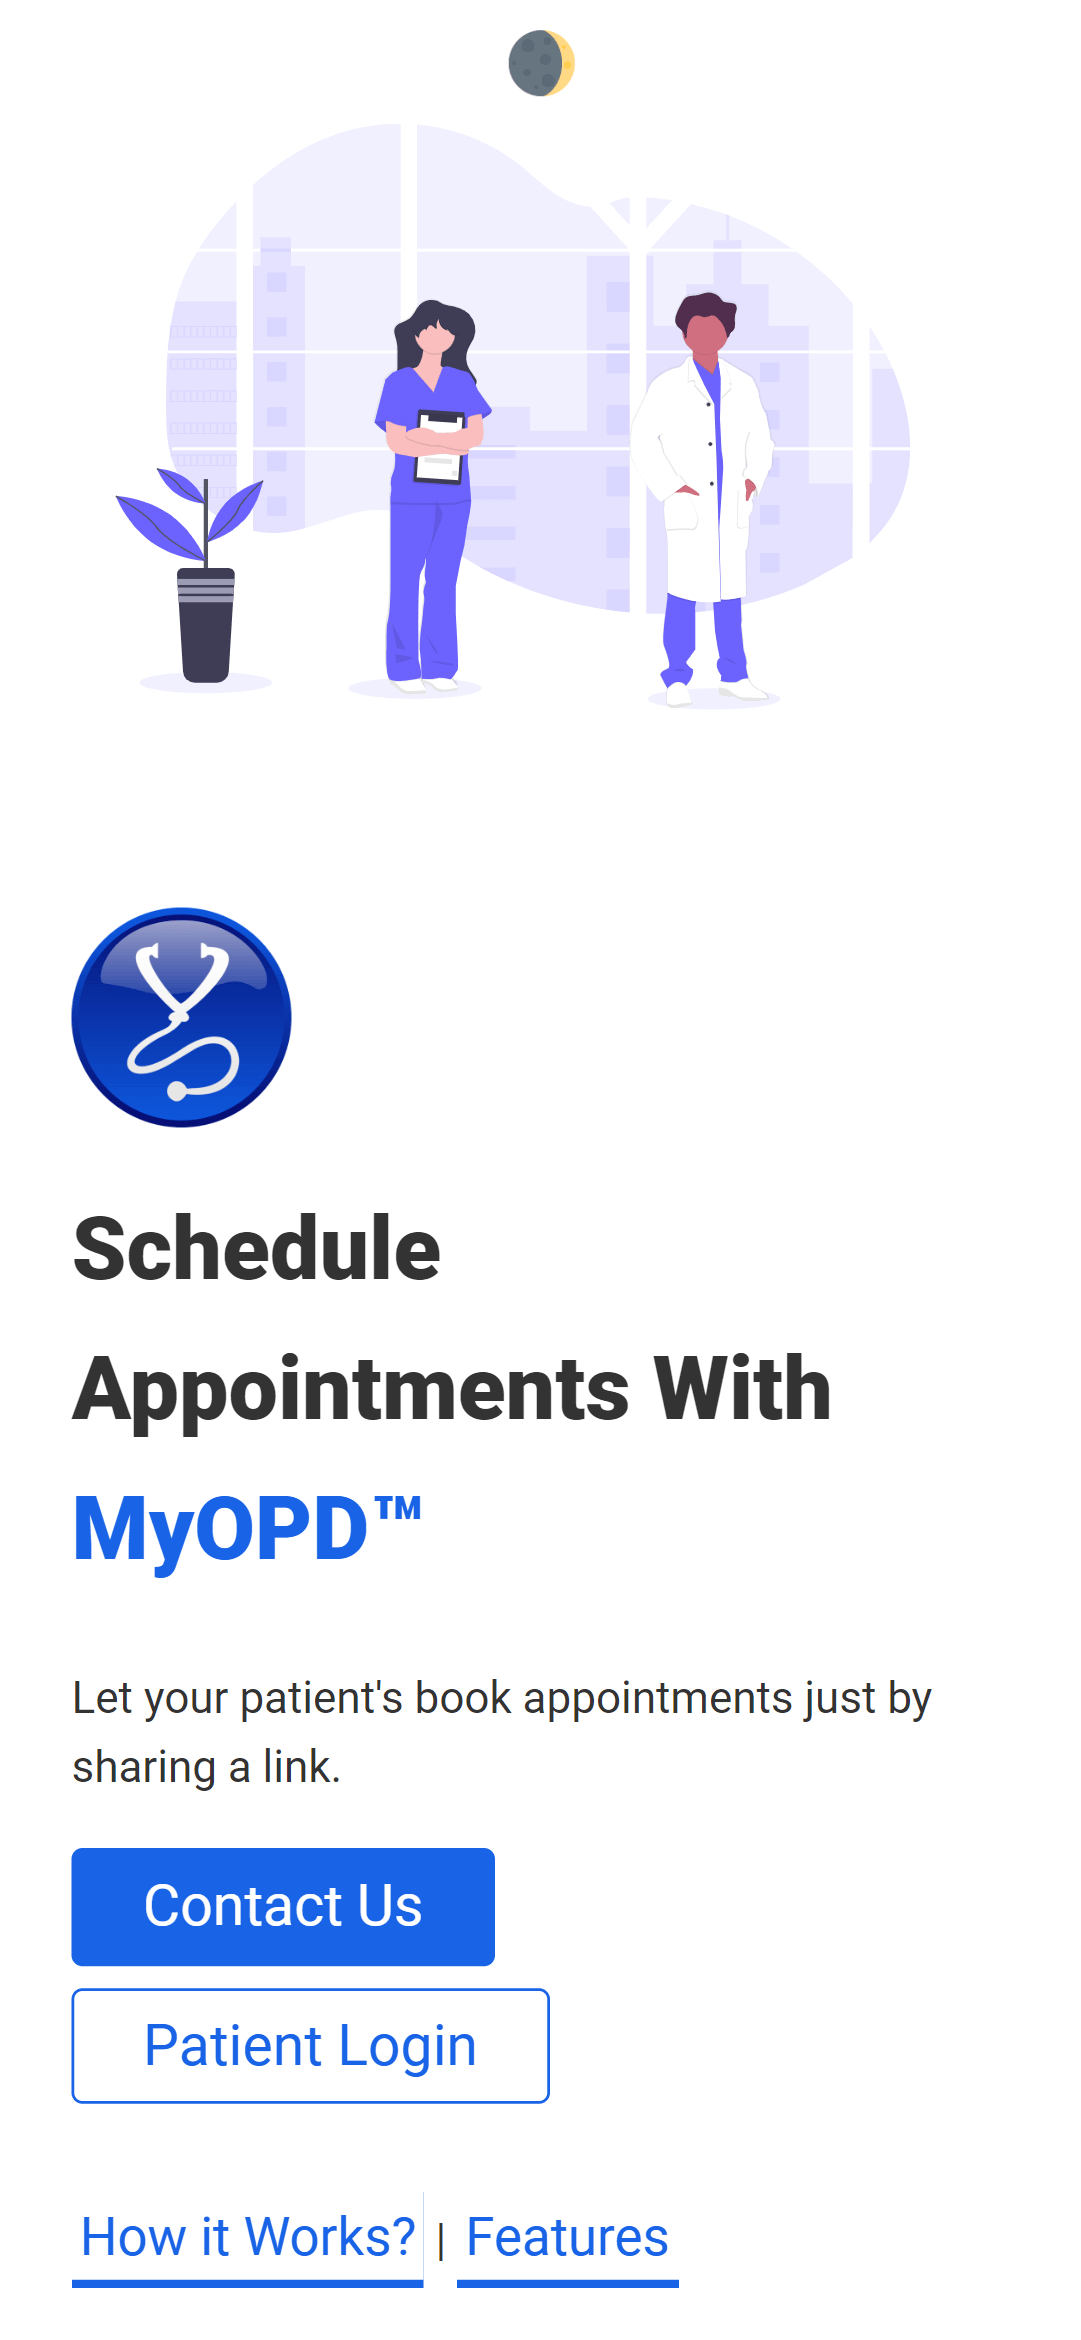 Schedule
Appointments With
MyOPD™
Let your patient's book appointments just by
sharing a link.
Contact Us
Patient Login
How it Works? | Features